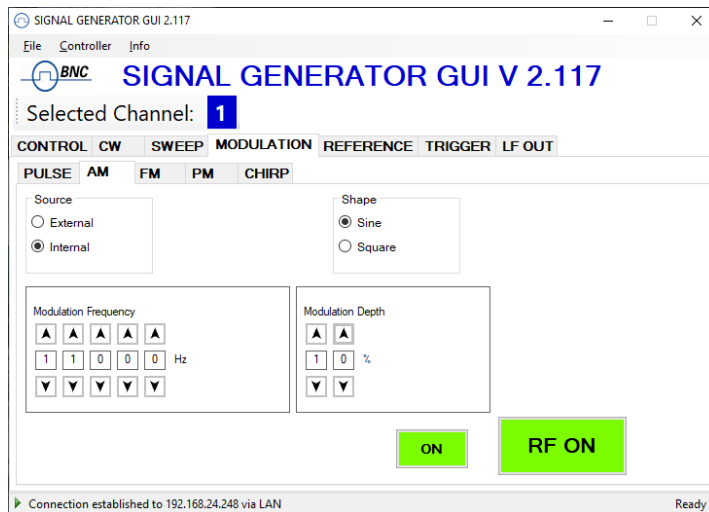 SIGNAL GENERATOR GUI 2.117
File Controller Info
BNC SIGNAL GENERATOR GUI V 2.117
Selected Channel: 1
CONTROL CW SWEEP MODULATION REFERENCE TRIGGER LF OUT
PULSE AM FM PM CHIRP
Source Shape
External Sine
Internal Square
Modulation Frequency Modulation Depth
1 1 0 0 0 Hz 1 0 %
ON RF ON
Connection established to 192.168.24.248 via LAN Ready